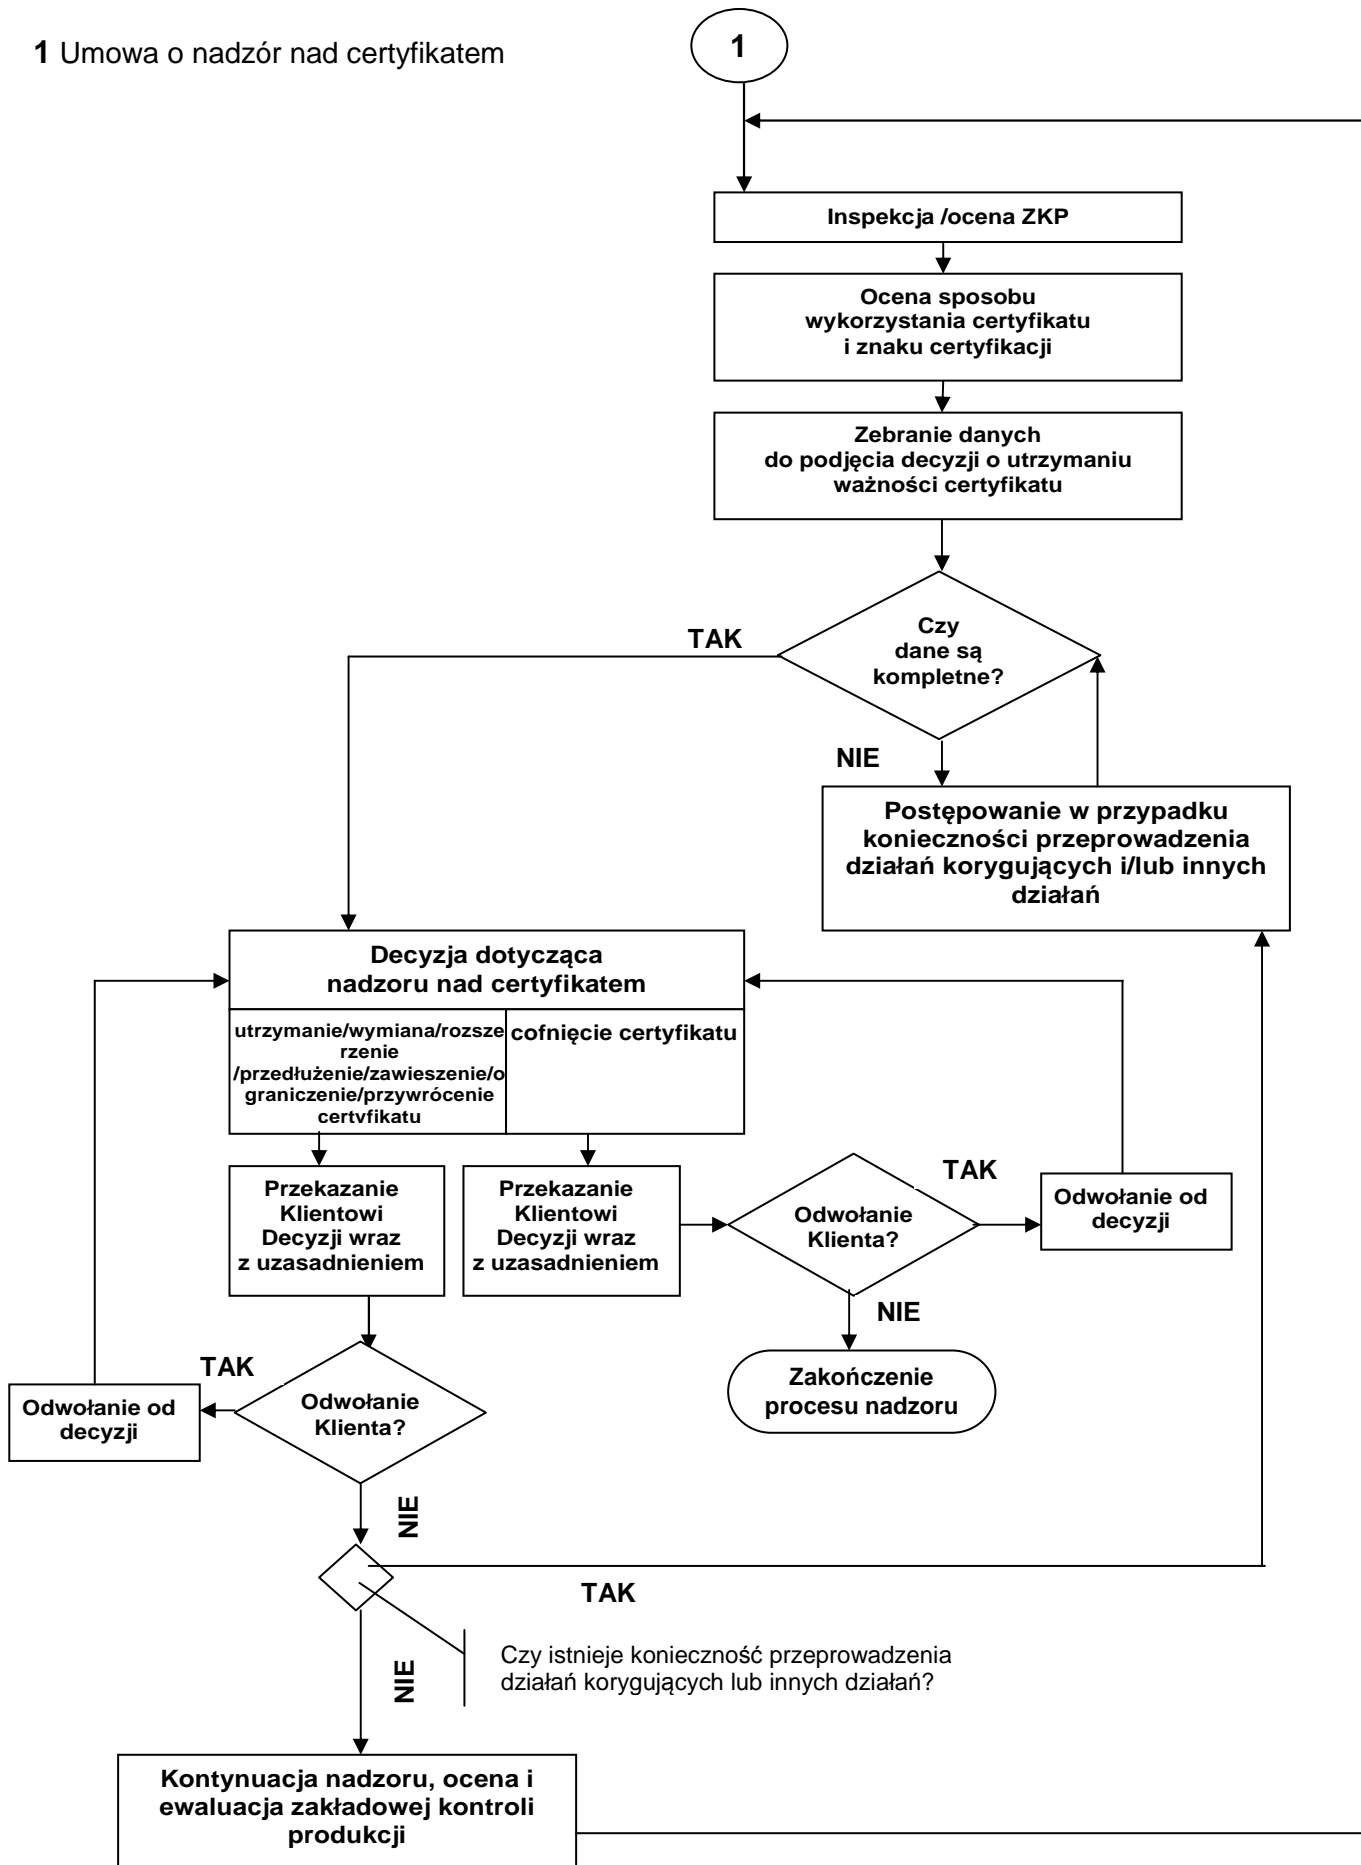 1 Umowa o nadzór nad certyfikatem
1
Inspekcja /ocena ZKP
Ocena sposobu
wykorzystania certyfikatu
i znaku certyfikacji
Zebranie danych
do podjęcia decyzji o utrzymaniu
ważności certyfikatu
Czy
dane są
kompletne?
TAK
NIE
Postępowanie w przypadku
konieczności przeprowadzenia
działań korygujących i/lub innych
działań
Decyzja dotycząca
nadzoru nad certyfikatem
utrzymanie/wymiana/rozsze
rzenie
/przedłużenie/zawieszenie/o
graniczenie/przywrócenie
certyfikatu
cofnięcie certyfikatu
Przekazanie
Klientowi
Decyzji wraz
z uzasadnieniem
Przekazanie
Klientowi
Decyzji wraz
z uzasadnieniem
Odwołanie
Klienta?
TAK
Odwołanie od
decyzji
NIE
Zakończenie
procesu nadzoru
TAK
Odwołanie od
decyzji
Odwołanie
Klienta?
NIE
TAK
Czy istnieje konieczność przeprowadzenia
działań korygujących lub innych działań?
NIE
Kontynuacja nadzoru, ocena i
ewaluacja zakładowej kontroli
produkcji